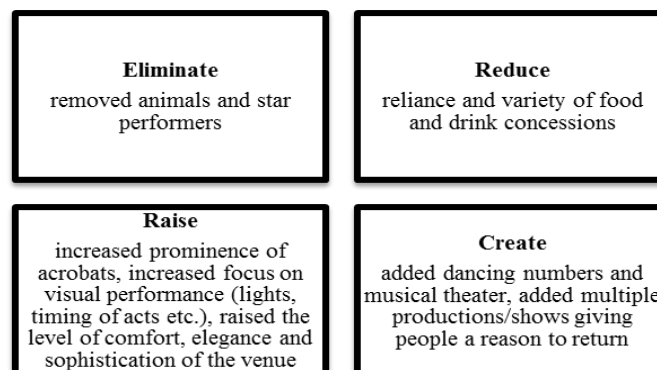 Eliminate
removed animals and star
performers
Reduce
reliance and variety of food
and drink concessions
Raise
increased prominence of
acrobats, increased focus on
visual performance (lights,
timing of acts etc.), raised the
level of comfort, elegance and
sophistication of the venue
Create
added dancing numbers and
musical theater, added multiple
productions/shows giving
people a reason to return